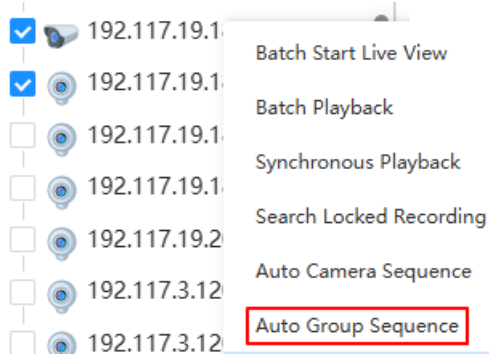 192.117.19.1
192.117.19.1
192.117.19.1
192.117.19.1
192.117.19.2
192.117.3.12
192.117.3.12
Batch Start Live View
Batch Playback
Synchronous Playback
Search Locked Recording
Auto Camera Sequence
Auto Group Sequence